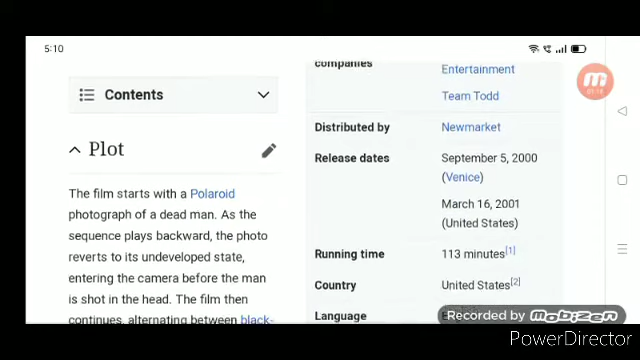 5:10
Contents
Plot
The film starts with a Polaroid
photograph of a dead man. As the
sequence plays backward, the photo
reverts to its undeveloped state,
entering the camera before the man
is shot in the head. The film then
continues, alternating between black-
companies
Entertainment
Team Todd
Distributed by
Newmarket
Release dates
September 5, 2000
(Venice)
March 16, 2001
(United States)
Running time
113 minutes[1]
Country
United States[2]
Language
Recorded by mobizen
PowerDirector